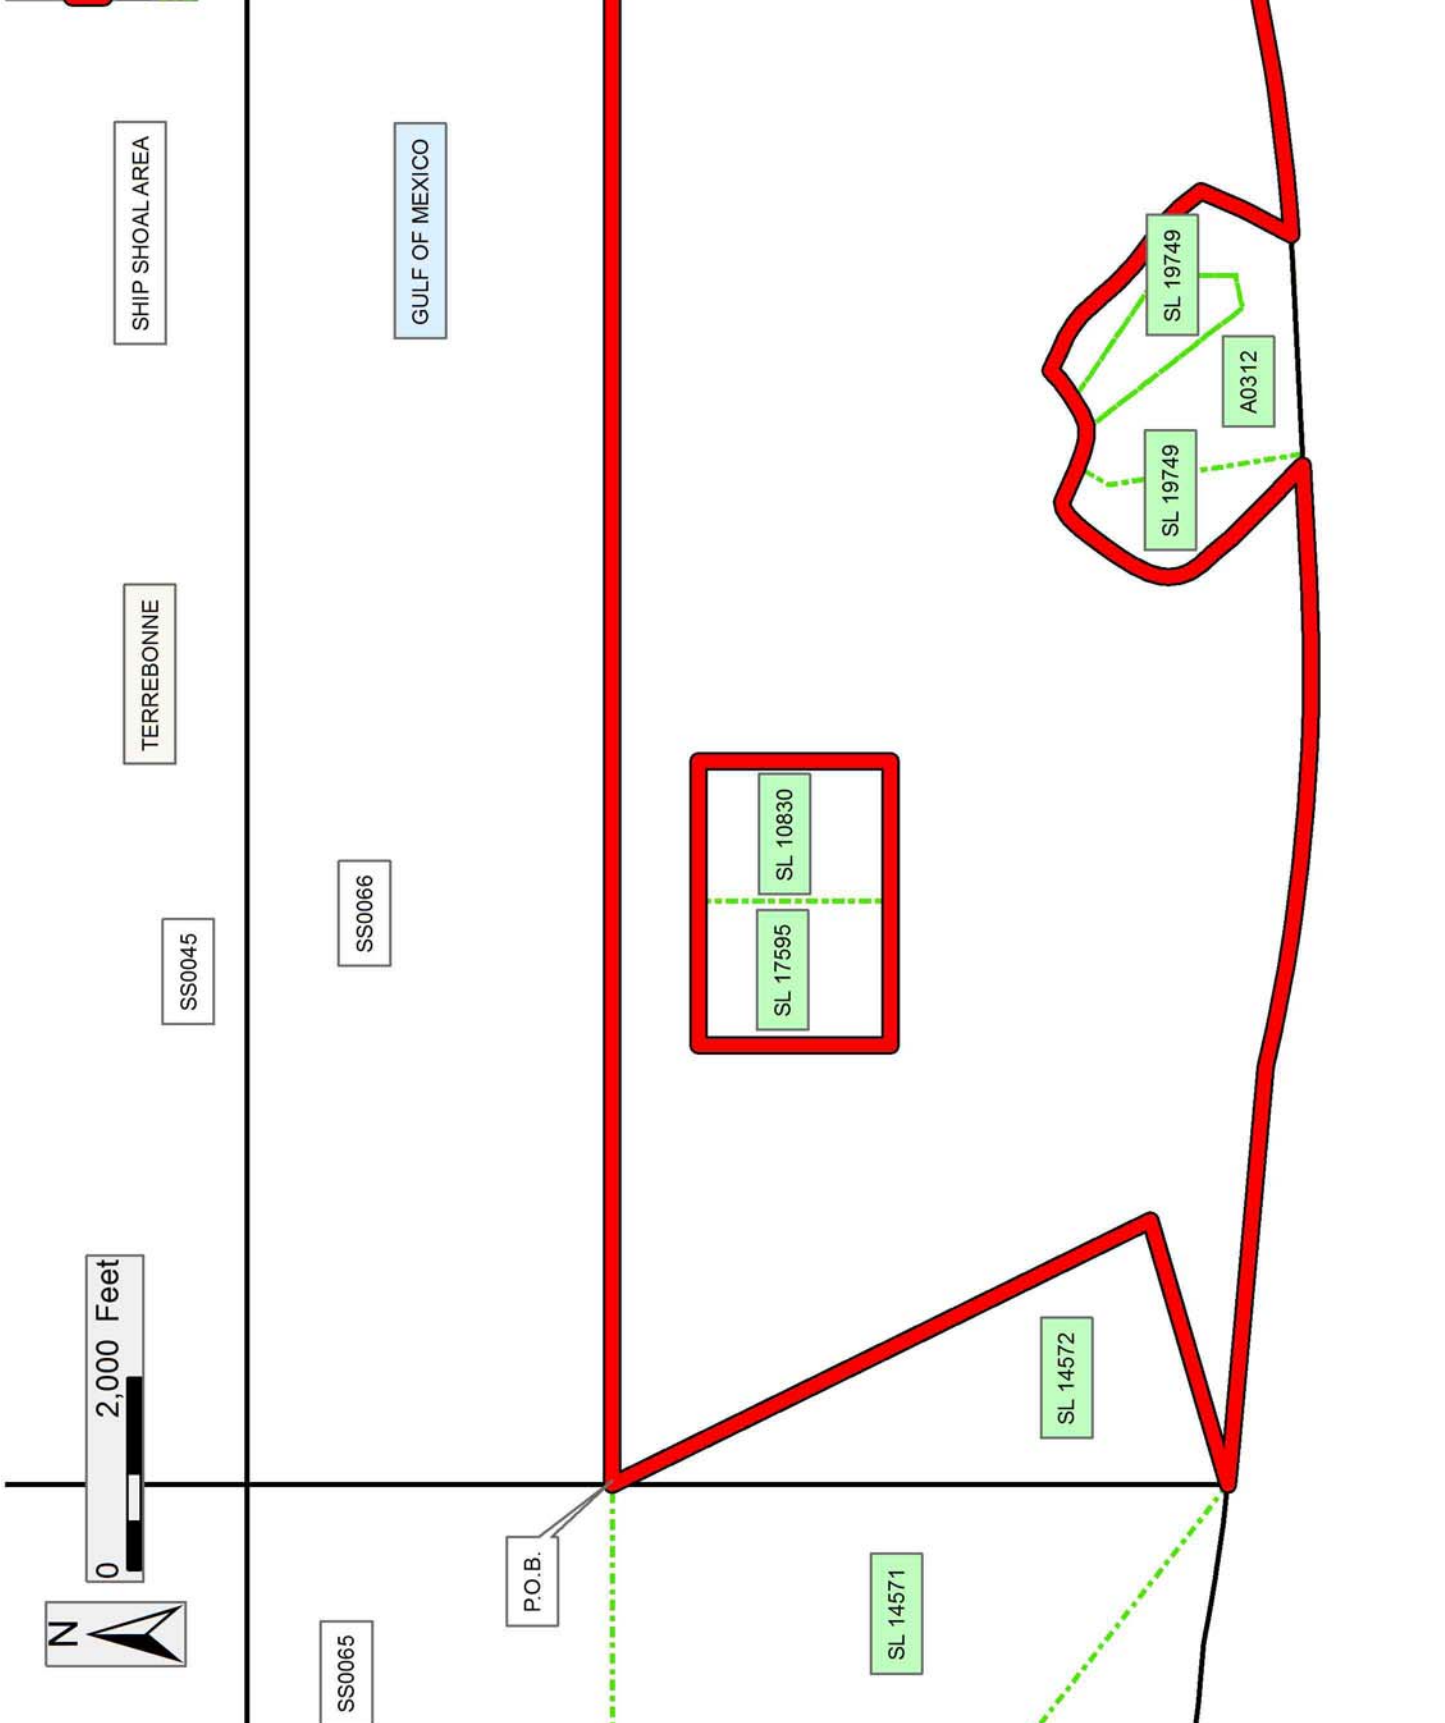 N
0 2,000 Feet
SHIP SHOAL AREA
TERREBONNE
SS0045
GULF OF MEXICO
SS0066
SS0065
P.O.B.
SL 10830
SL 17595
SL 14571
SL 14572
SL 19749
SL 19749
A0312